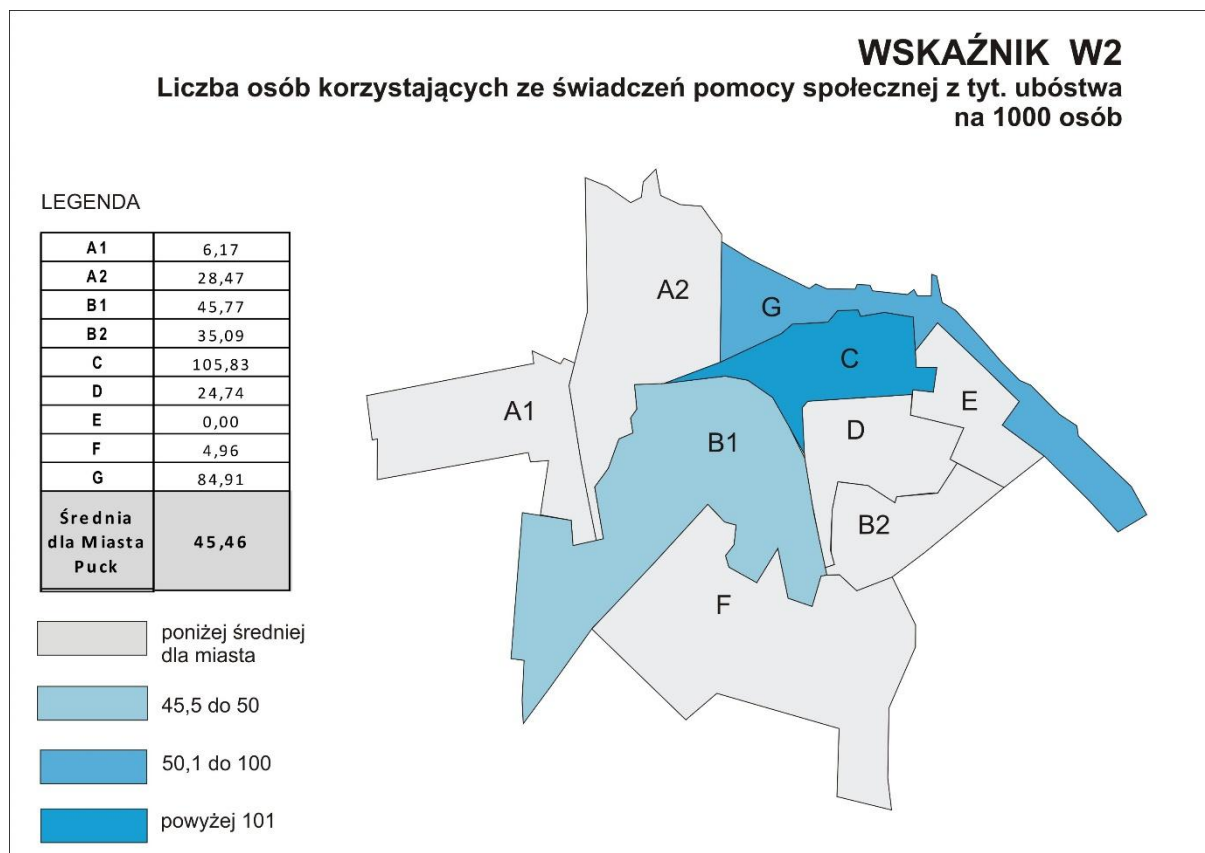 WSKAŹNIK W2
Liczba osób korzystających ze świadczeń pomocy społecznej z tyt. ubóstwa
na 1000 osób
LEGENDA
A1 6,17
A2 28,47
B1 45,77
B2 35,09
C 105,83
D 24,74
E 0,00
F 4,96
G 84,91
Średnia
dla Miasta 45,46
Puck
poniżej średniej
dla miasta
45,5 do 50
50,1 do 100
powyżej 101
A2
G
C
A1
E
D
B1
B2
F